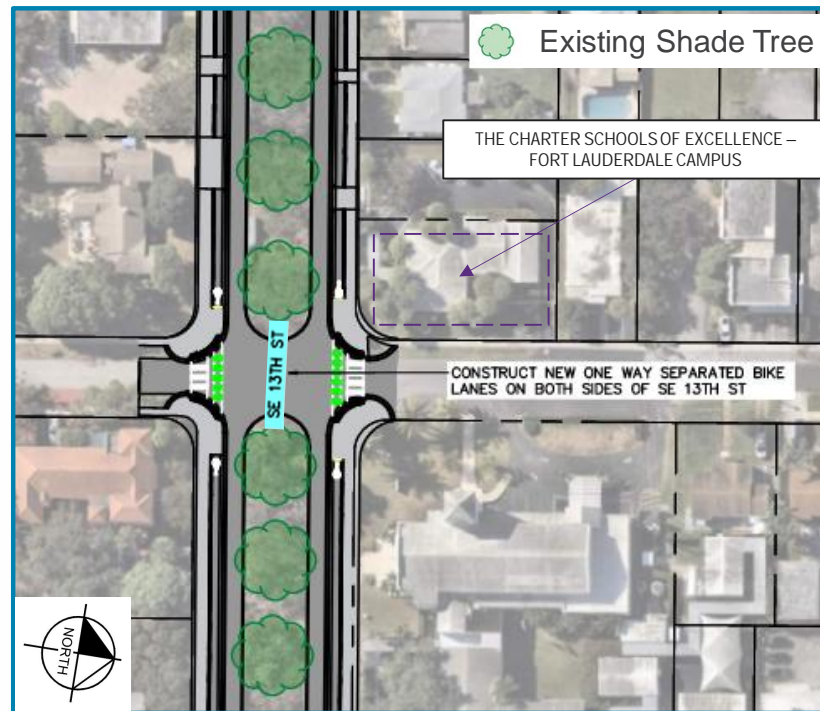 Existing Shade Tree
THE CHARTER SCHOOLS OF EXCELLENCE –
FORT LAUDERDALE CAMPUS
SE 13TH ST
CONSTRUCT NEW ONE WAY SEPARATED BIKE
LANES ON BOTH SIDES OF SE 13TH ST
NORTH